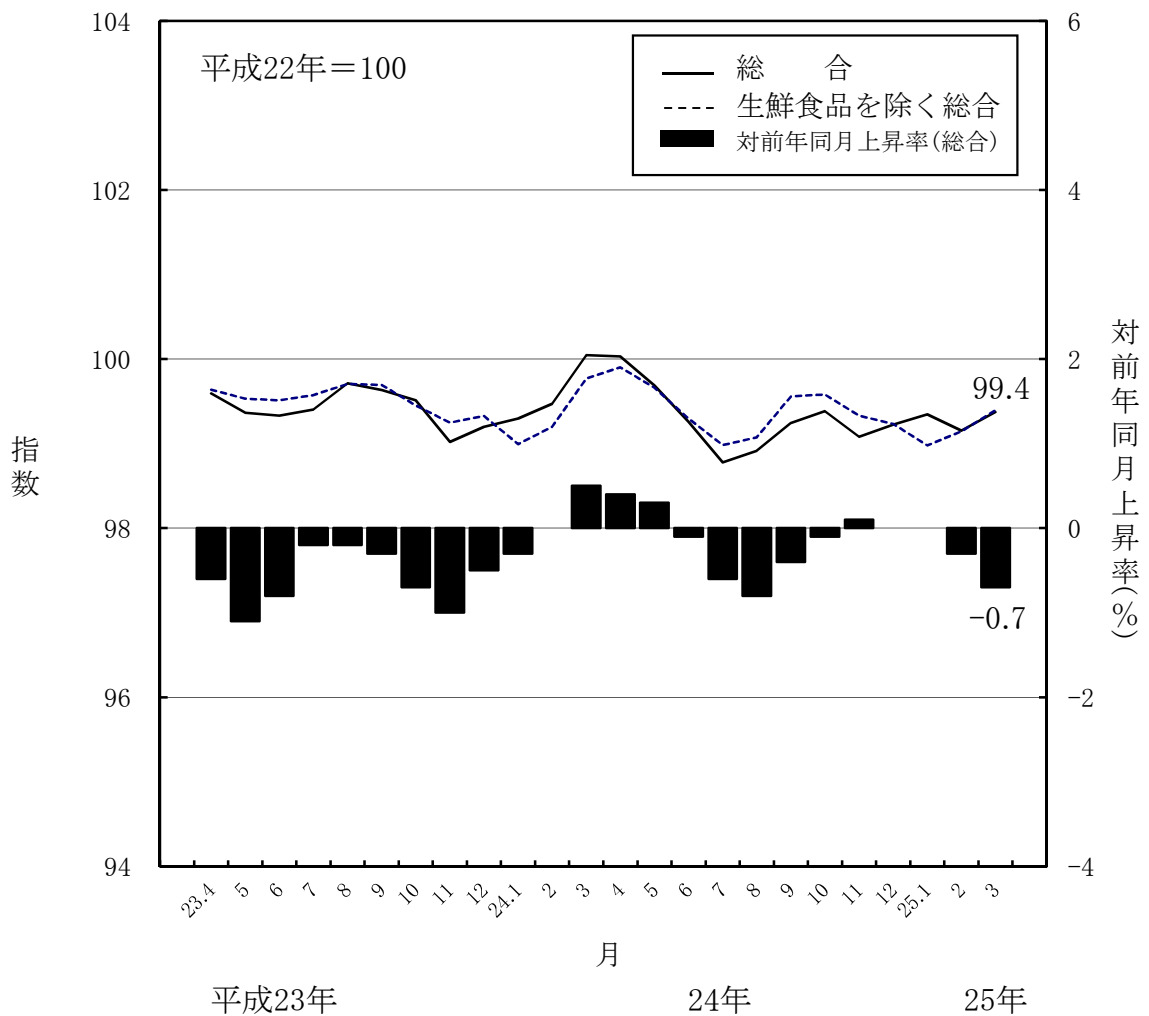 平成22年＝100
総　　合
生鮮食品を除く総合
対前年同月上昇率(総合)
104
102
100
98
96
94
指数
6
4
2
0
-2
-4
対前年同月上昇率(％)
99.4
-0.7
23.4 5 6 7 8 9 10 11 12 24.1 2 3 4 5 6 7 8 9 10 11 12 25.1 2 3
月
平成23年 24年 25年